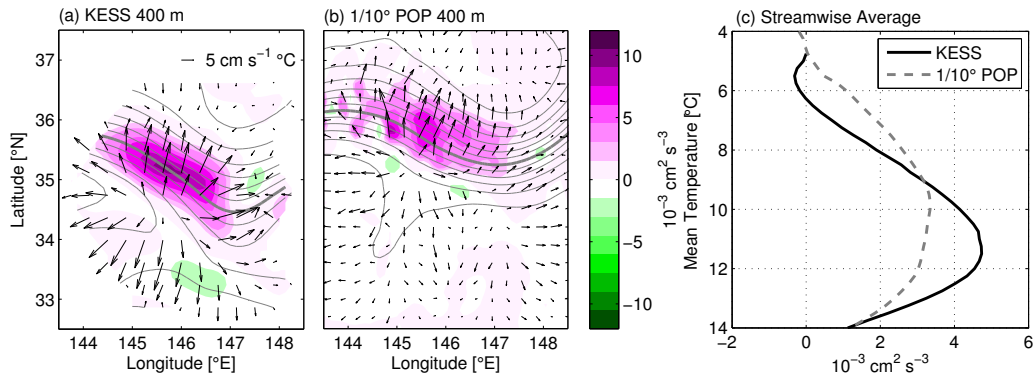 (a) KESS 400 m
(b) 1/10° POP 400 m
(c) Streamwise Average
5 cm s⁻¹ °C
37
36
35
34
33
Latitude [°N]
144 145 146 147 148
Longitude [°E]
144 145 146 147 148
Longitude [°E]
10
5
0
−5
−10
10⁻³ cm² s⁻³
KESS
1/10° POP
4
6
8
10
12
14
Mean Temperature [°C]
−2 0 2 4 6
10⁻³ cm² s⁻³